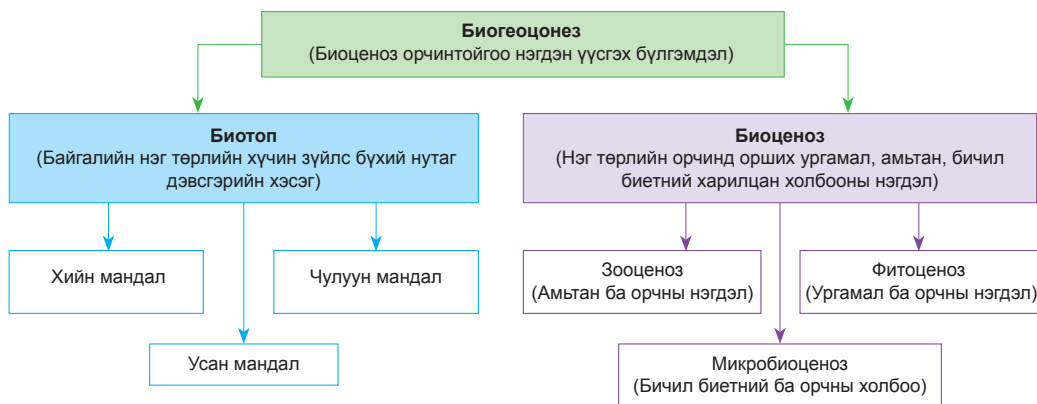 Биогеоцонез
(Биоценоз орчинтойгоо нэгдэн үүсгэх бүлгэмдэл)
Биотоп
(Байгалийн нэг төрлийн хүчин зүйлс бүхий нутаг
дэвсгэрийн хэсэг)
Биоценоз
(Нэг төрлийн орчинд орших ургамал, амьтан, бичил
биетний харилцан холбооны нэгдэл)
Хийн мандал
Чулуун мандал
Зооценоз
(Амьтан ба орчны нэгдэл)
Фитоценоз
(Ургамал ба орчны нэгдэл)
Усан мандал
Микробиоценоз
(Бичил биетний ба орчны холбоо)